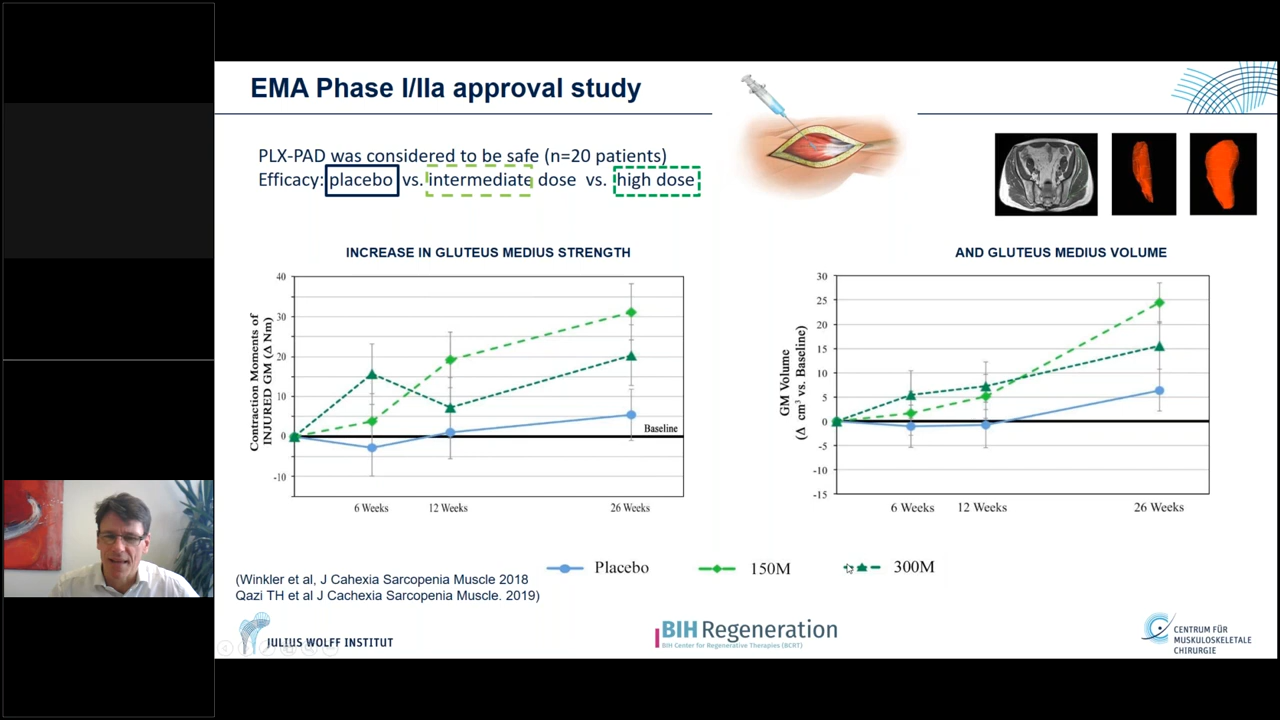 EMA Phase I/IIa approval study
PLX-PAD was considered to be safe (n=20 patients)
Efficacy: placebo vs. intermediate dose vs. high dose
INCREASE IN GLUTEUS MEDIUS STRENGTH
Contraction Moments of
INJURED GM (Δ Nm)
40
30
20
10
0
-10
Baseline
6 Weeks
12 Weeks
26 Weeks
AND GLUTEUS MEDIUS VOLUME
GM Volume
(Δ cm³ vs. Baseline)
30
25
20
15
10
5
0
-5
-10
-15
6 Weeks
12 Weeks
26 Weeks
Placebo
150M
300M
(Winkler et al, J Cahexia Sarcopenia Muscle 2018
Qazi TH et al J Cachexia Sarcopenia Muscle. 2019)
JULIUS WOLFF INSTITUT
BIH Regeneration
BIH Center for Regenerative Therapies (BCRT)
CENTRUM FÜR
MUSKULOSKELETALE
CHIRURGIE